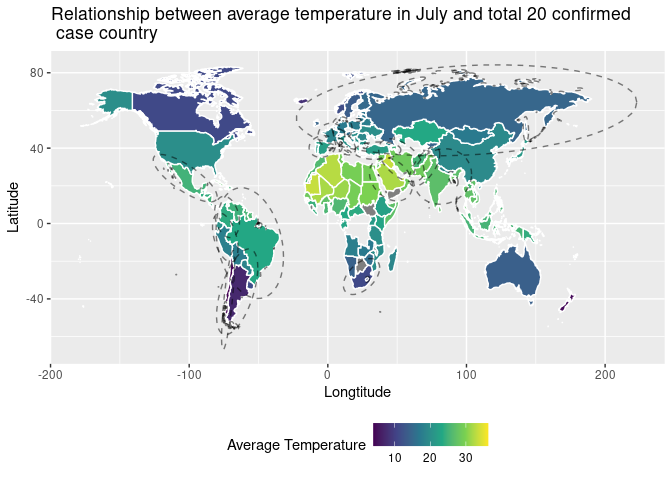 Relationship between average temperature in July and total 20 confirmed
case country
80
40
0
-40
Latitude
-200
-100
0
100
200
Longtitude
Average Temperature
10
20
30